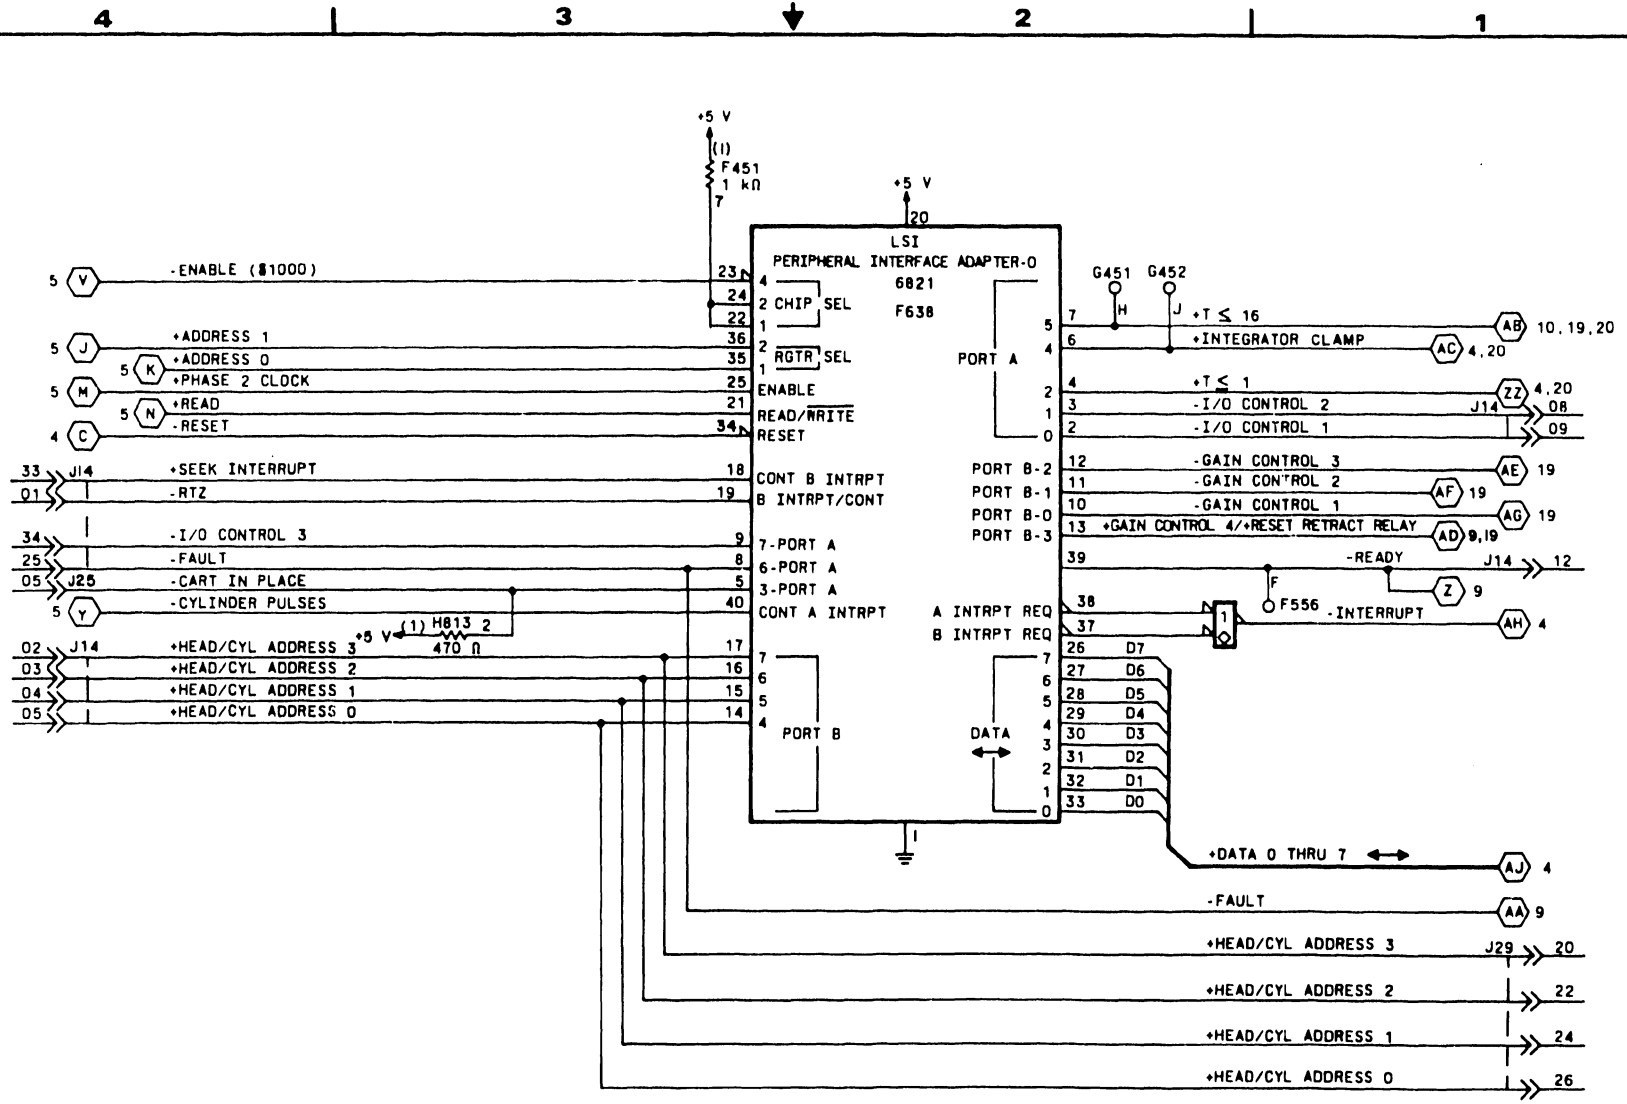 4 3 2 1
+5 V
(1)
F451
1 kΩ
7
+5 V
20
LSI
PERIPHERAL INTERFACE ADAPTER-0
6821
F638
5 V -ENABLE ($1000) 23 4
24 2 CHIP SEL
22 1
5 J +ADDRESS 1 36 2
5 K +ADDRESS 0 35 1 RGTR SEL
5 M +PHASE 2 CLOCK 25 ENABLE
5 N +READ 21 READ/WRITE
4 C -RESET 34 RESET
33 J14 +SEEK INTERRUPT 18 CONT B INTRPT
01 -RTZ 19 B INTRPT/CONT
34 -I/O CONTROL 3 9 7-PORT A
25 -FAULT 8 6-PORT A
05 J25 -CART IN PLACE 5 3-PORT A
5 Y -CYLINDER PULSES 40 CONT A INTRPT
+5 V (1) H813 2
470 Ω
02 J14 +HEAD/CYL ADDRESS 3 17 7
03 +HEAD/CYL ADDRESS 2 16 6
04 +HEAD/CYL ADDRESS 1 15 5
05 +HEAD/CYL ADDRESS 0 14 4
PORT B
G451 G452
H J
PORT A
5 7 +T ≤ 16 AB 10,19,20
4 6 +INTEGRATOR CLAMP AC 4,20
2 4 +T ≤ 1 ZZ 4,20
1 3 -I/O CONTROL 2 J14 08
0 2 -I/O CONTROL 1 09
PORT B-2 12 -GAIN CONTROL 3 AE 19
PORT B-1 11 -GAIN CONTROL 2 AF 19
PORT B-0 10 -GAIN CONTROL 1 AG 19
PORT B-3 13 +GAIN CONTROL 4/+RESET RETRACT RELAY AD 9,19
39 -READY J14 12
F Z 9
F556
A INTRPT REQ 38 1 -INTERRUPT AH 4
B INTRPT REQ 37
7 26 D7
6 27 D6
5 28 D5
4 29 D4
DATA
3 30 D3
2 31 D2
1 32 D1
0 33 D0
1
+DATA 0 THRU 7 AJ 4
-FAULT AA 9
+HEAD/CYL ADDRESS 3 J29 20
+HEAD/CYL ADDRESS 2 22
+HEAD/CYL ADDRESS 1 24
+HEAD/CYL ADDRESS 0 26